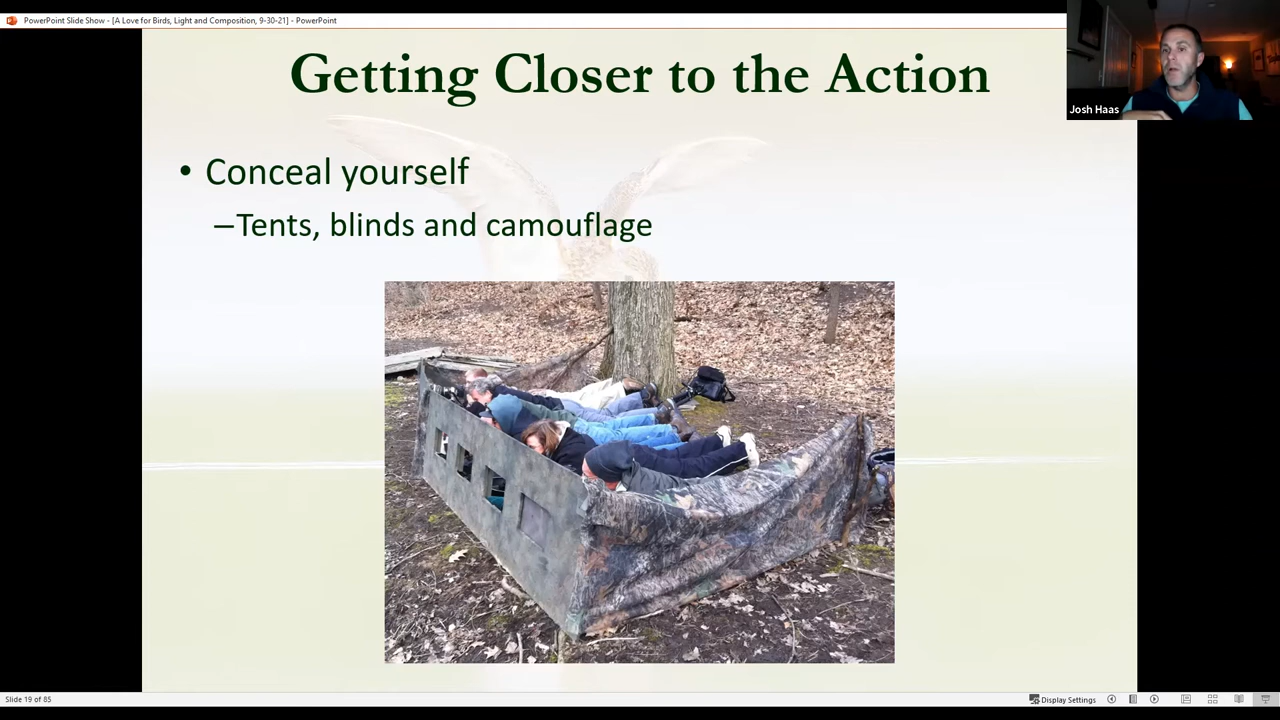 PowerPoint Slide Show - [A Love for Birds, Light and Composition, 9-30-21] - PowerPoint
Getting Closer to the Action
Josh Haas
• Conceal yourself
–Tents, blinds and camouflage
Slide 19 of 85
Display Settings